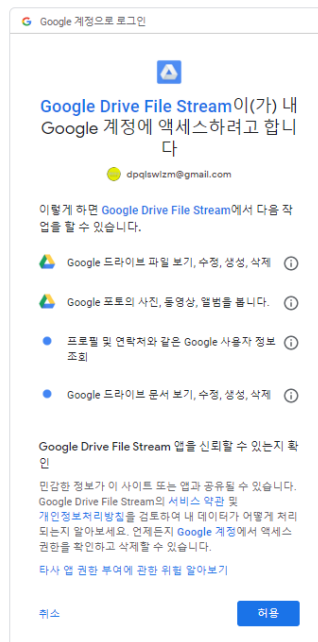 Google 계정으로 로그인
Google Drive File Stream이(가) 내
Google 계정에 액세스하려고 합니
다
dpqlswlzm@gmail.com
이렇게 하면 Google Drive File Stream에서 다음 작
업을 할 수 있습니다.
Google 드라이브 파일 보기, 수정, 생성, 삭제
Google 포토의 사진, 동영상, 앨범을 봅니다.
프로필 및 연락처와 같은 Google 사용자 정보
조회
Google 드라이브 문서 보기, 수정, 생성, 삭제
Google Drive File Stream 앱을 신뢰할 수 있는지 확
인
민감한 정보가 이 사이트 또는 앱과 공유될 수 있습니다.
Google Drive File Stream의 서비스 약관 및
개인정보처리방침을 검토하여 내 데이터가 어떻게 처리
되는지 알아보세요. 언제든지 Google 계정에서 액세스
권한을 확인하고 삭제할 수 있습니다.
타사 앱 권한 부여에 관한 위험 알아보기
취소
허용